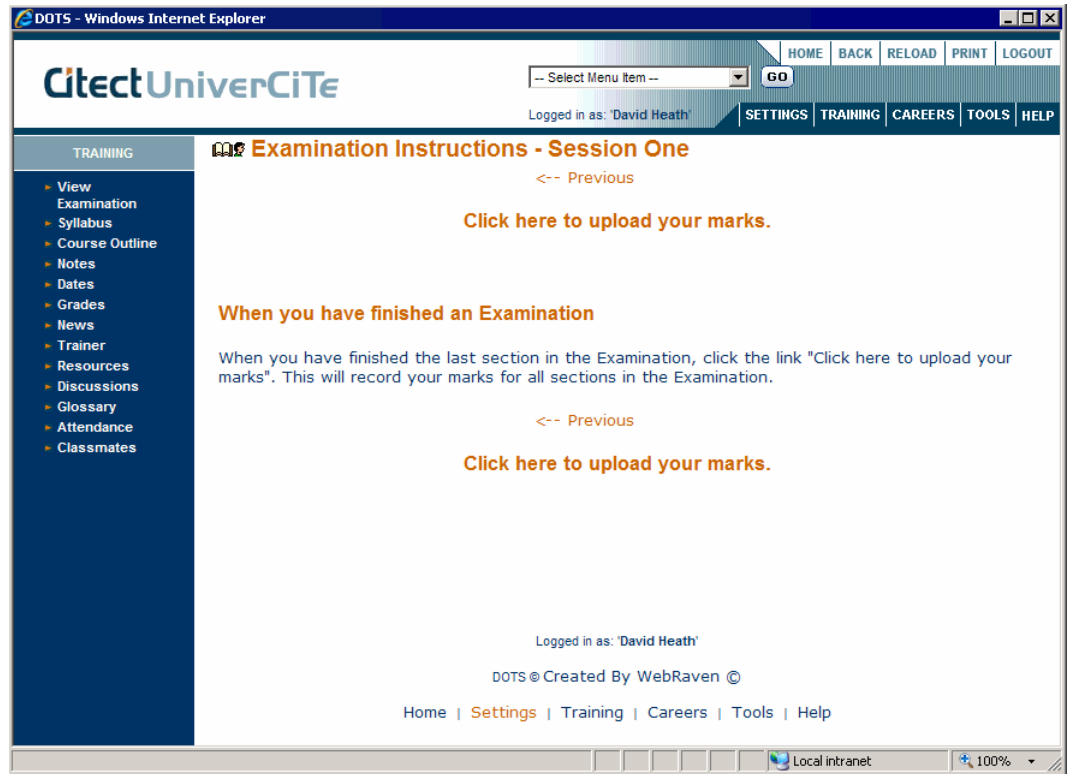 DOTS - Windows Internet Explorer
HOME BACK RELOAD PRINT LOGOUT
Citect UniverCiTe
-- Select Menu Item -- GO
Logged in as: 'David Heath'
SETTINGS TRAINING CAREERS TOOLS HELP
TRAINING
View
Examination
Syllabus
Course Outline
Notes
Dates
Grades
News
Trainer
Resources
Discussions
Glossary
Attendance
Classmates
Examination Instructions - Session One
<-- Previous
Click here to upload your marks.
When you have finished an Examination
When you have finished the last section in the Examination, click the link "Click here to upload your
marks". This will record your marks for all sections in the Examination.
<-- Previous
Click here to upload your marks.
Logged in as: 'David Heath'
DOTS © Created By WebRaven ©
Home | Settings | Training | Careers | Tools | Help
Local intranet 100%